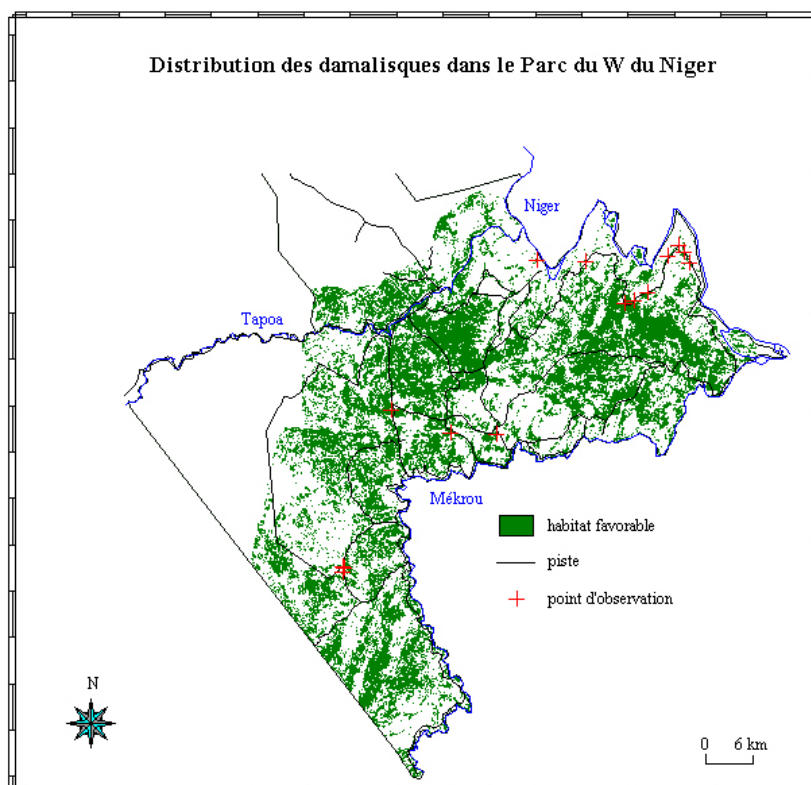 Distribution des damalisques dans le Parc du W du Niger
Niger
Tapoa
Mékrou
habitat favorable
piste
point d'observation
N
0 6 km